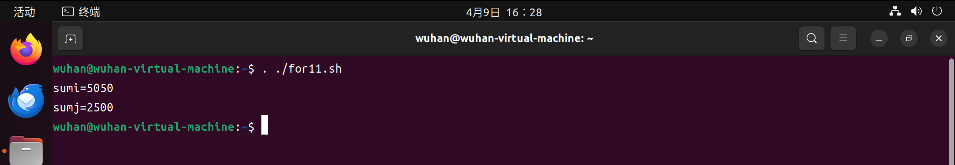 活动
终端
4月9日 16：28
wuhan@wuhan-virtual-machine: ~
wuhan@wuhan-virtual-machine:~$ . ./for11.sh
sumi=5050
sumj=2500
wuhan@wuhan-virtual-machine:~$